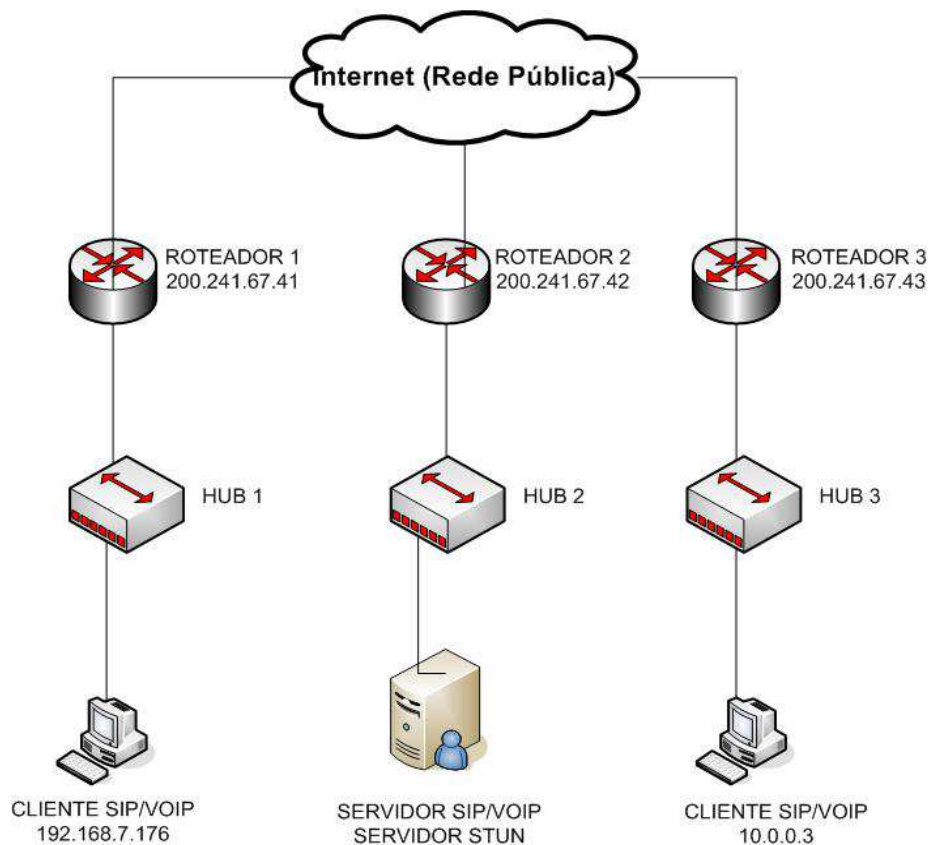 Internet (Rede Pública)
ROTEADOR 1
200.241.67.41
ROTEADOR 2
200.241.67.42
ROTEADOR 3
200.241.67.43
HUB 1
HUB 2
HUB 3
CLIENTE SIP/VOIP
192.168.7.176
SERVIDOR SIP/VOIP
SERVIDOR STUN
CLIENTE SIP/VOIP
10.0.0.3